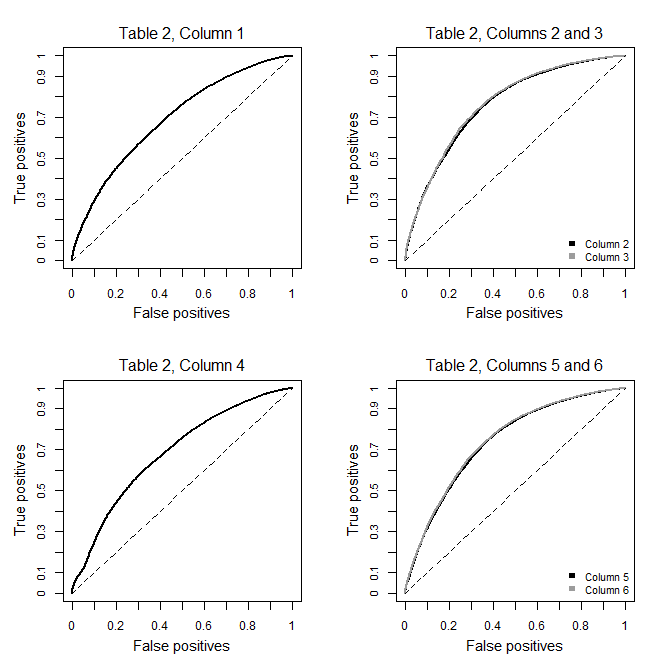 Table 2, Column 1
True positives
0.1 0.3 0.5 0.7 0.9 1
0
0 0.2 0.4 0.6 0.8 1
False positives
Table 2, Columns 2 and 3
True positives
0 0.1 0.3 0.5 0.7 0.9 1
Column 2
Column 3
0 0.2 0.4 0.6 0.8 1
False positives
Table 2, Column 4
True positives
0 0.1 0.3 0.5 0.7 0.9 1
0 0.2 0.4 0.6 0.8 1
False positives
Table 2, Columns 5 and 6
True positives
0 0.1 0.3 0.5 0.7 0.9 1
Column 5
Column 6
0 0.2 0.4 0.6 0.8 1
False positives